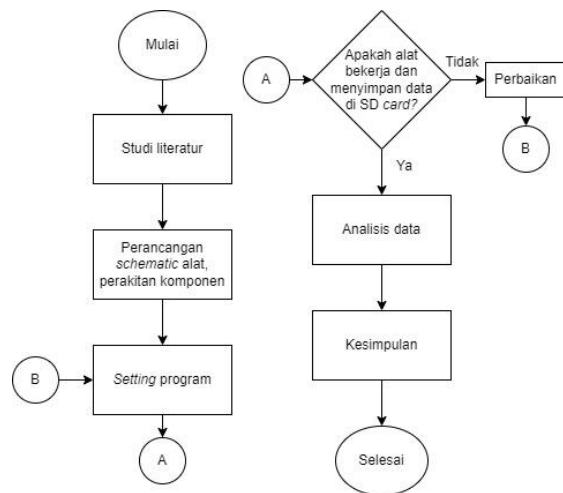 Mulai
Studi literatur
Perancangan
schematic alat,
perakitan komponen
B
Setting program
A
A
Apakah alat
bekerja dan
menyimpan data
di SD card?
Tidak
Perbaikan
B
Ya
Analisis data
Kesimpulan
Selesai